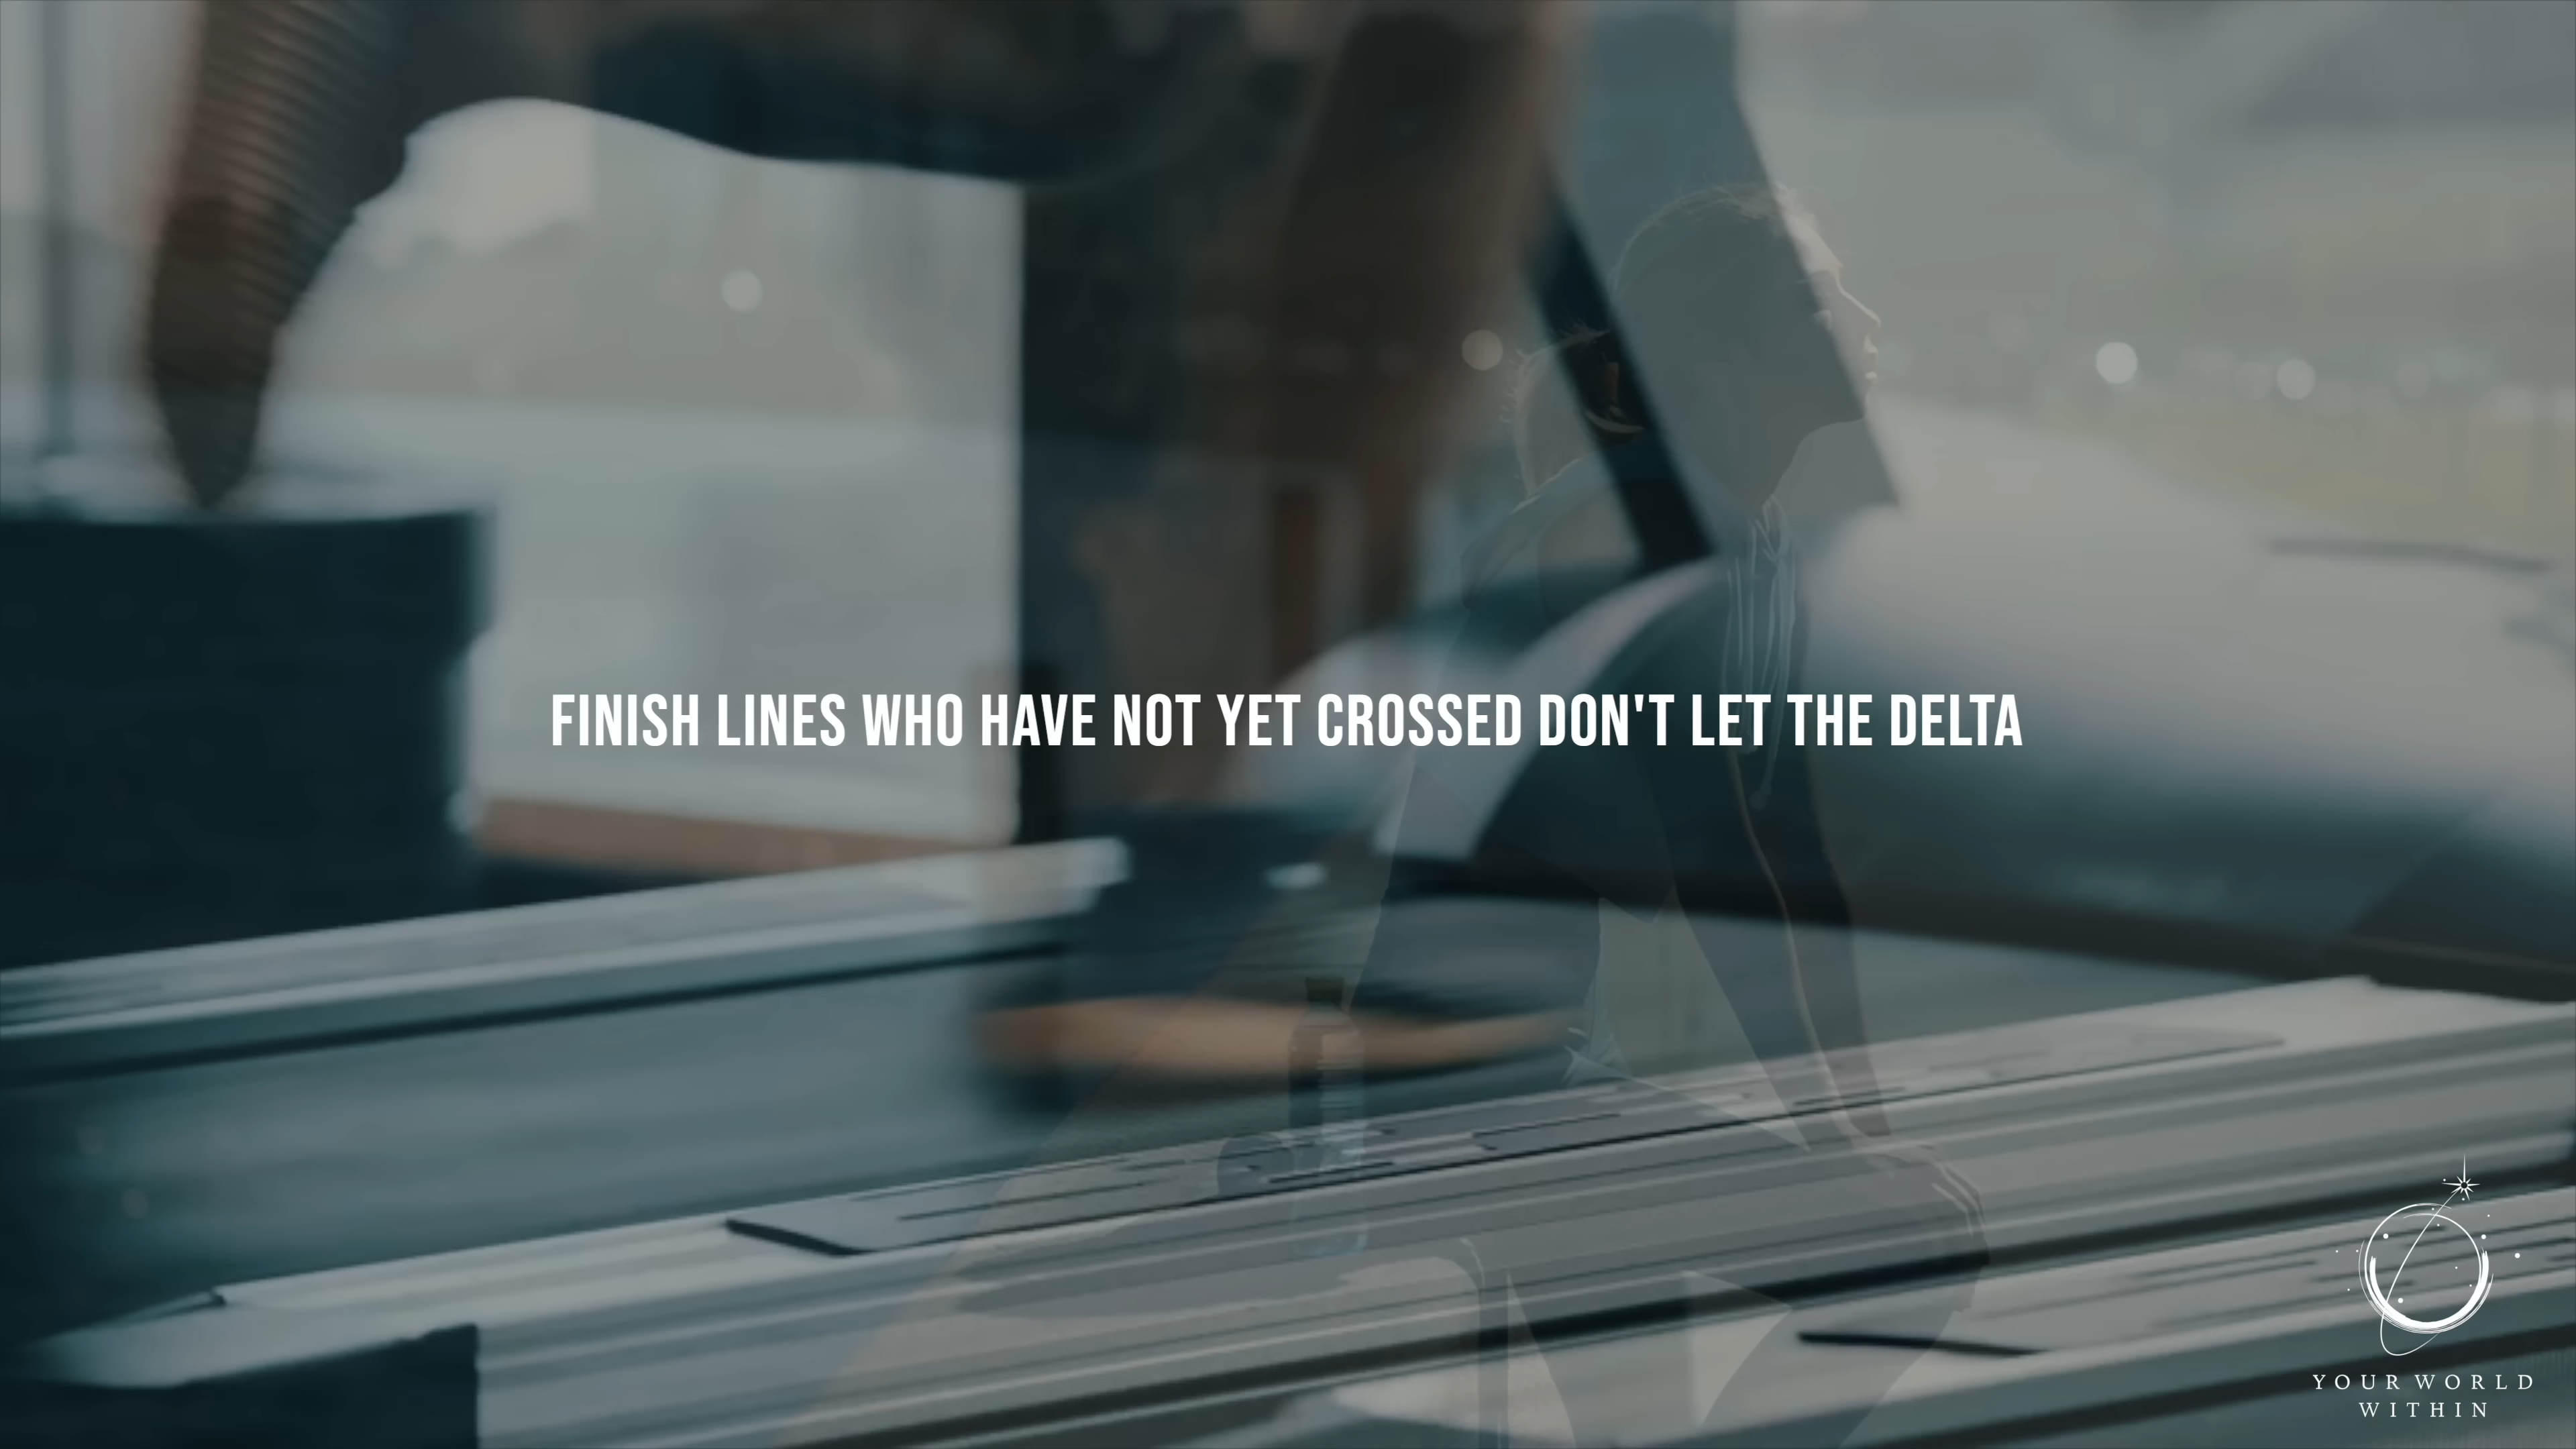 FINISH LINES WHO HAVE NOT YET CROSSED DON'T LET THE DELTA
YOUR WORLD
WITHIN